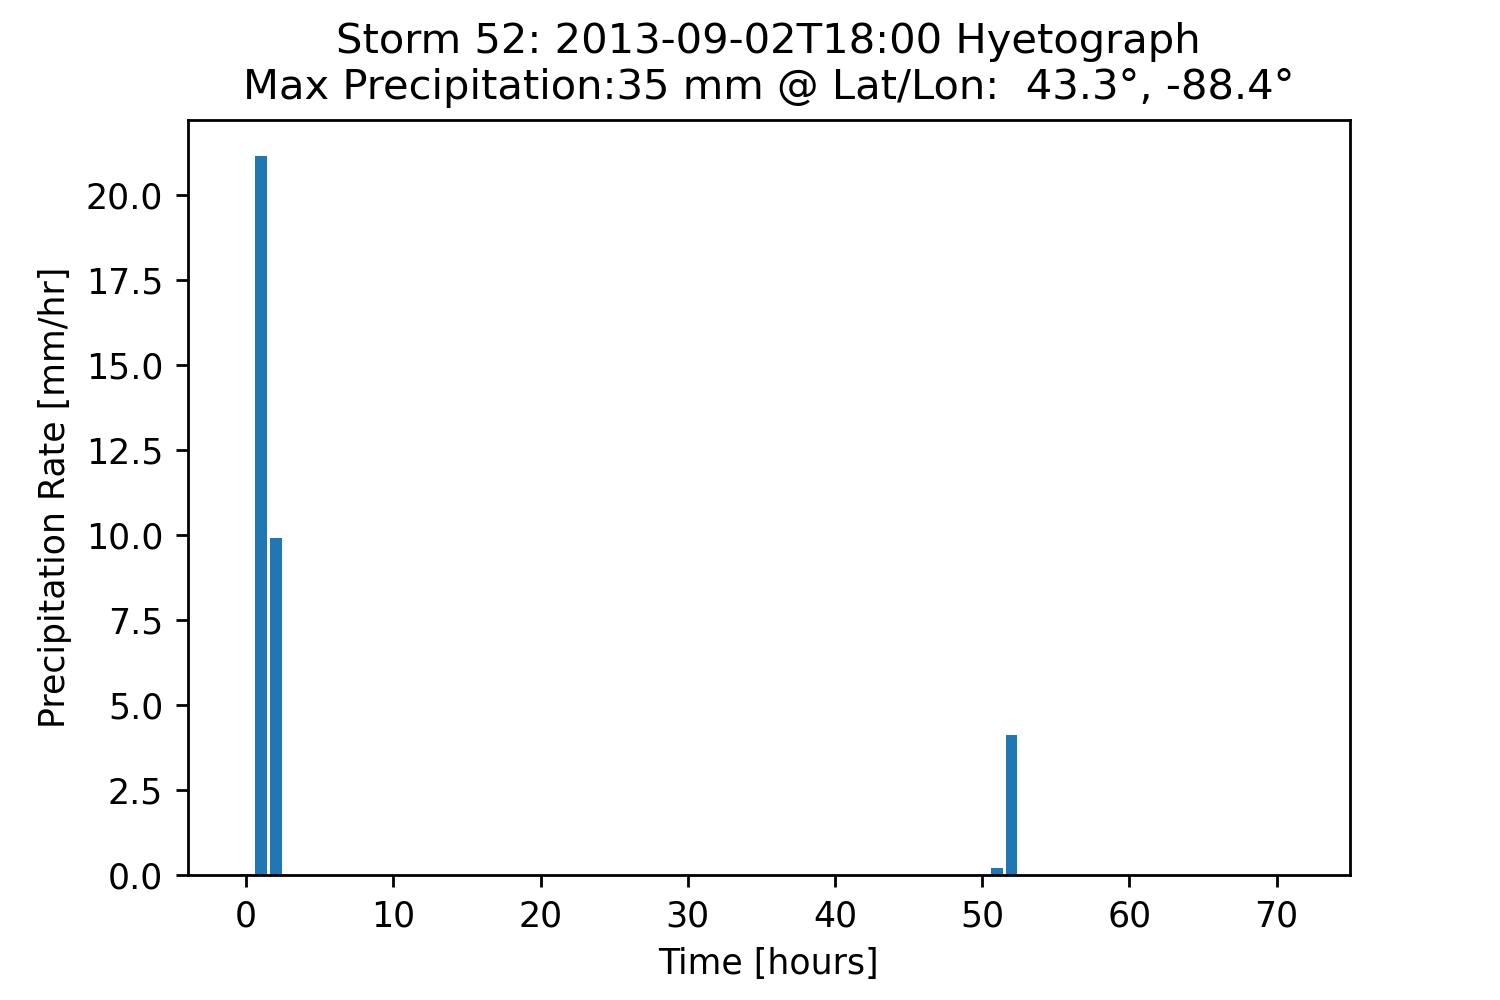 Storm 52: 2013-09-02T18:00 Hyetograph
Max Precipitation:35 mm @ Lat/Lon:  43.3°, -88.4°
Precipitation Rate [mm/hr]
20.0
17.5
15.0
12.5
10.0
7.5
5.0
2.5
0.0
0 10 20 30 40 50 60 70
Time [hours]